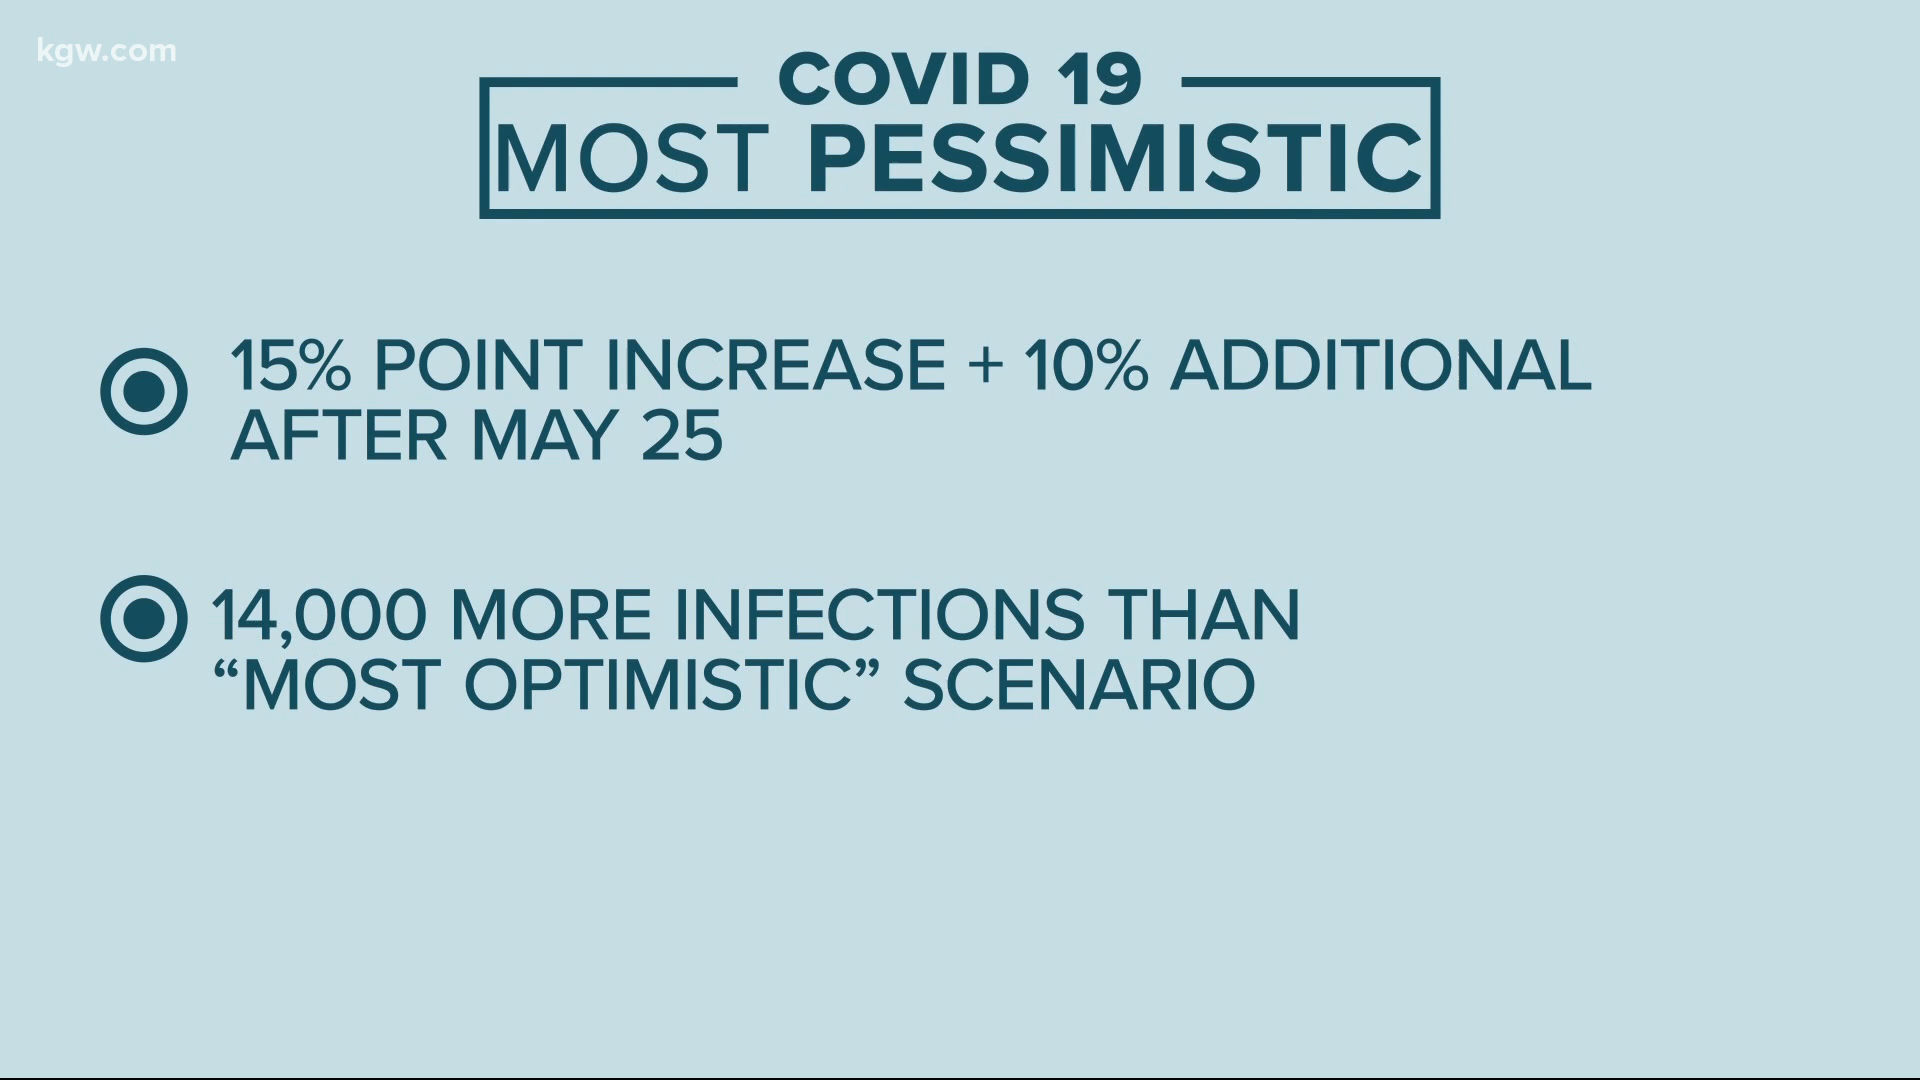 kgw.com
COVID 19
MOST PESSIMISTIC
15% POINT INCREASE + 10% ADDITIONAL
AFTER MAY 25
14,000 MORE INFECTIONS THAN
“MOST OPTIMISTIC” SCENARIO